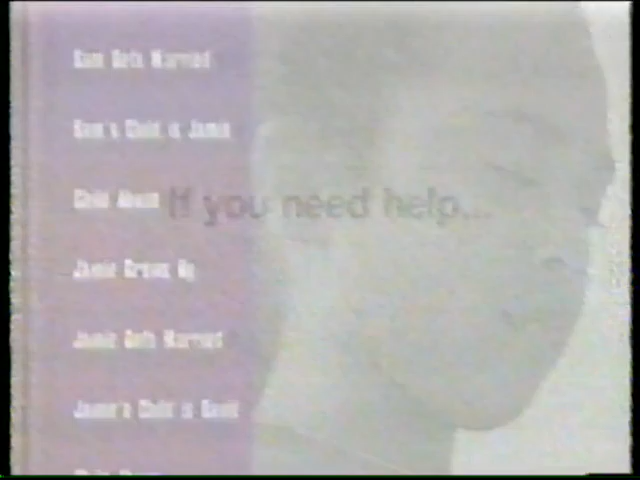 Sam Gets Married
Sam's Child is Jamie
Child Abuse
If you need help...
Jamie Grows Up
Jamie Gets Married
Jamie's Child is